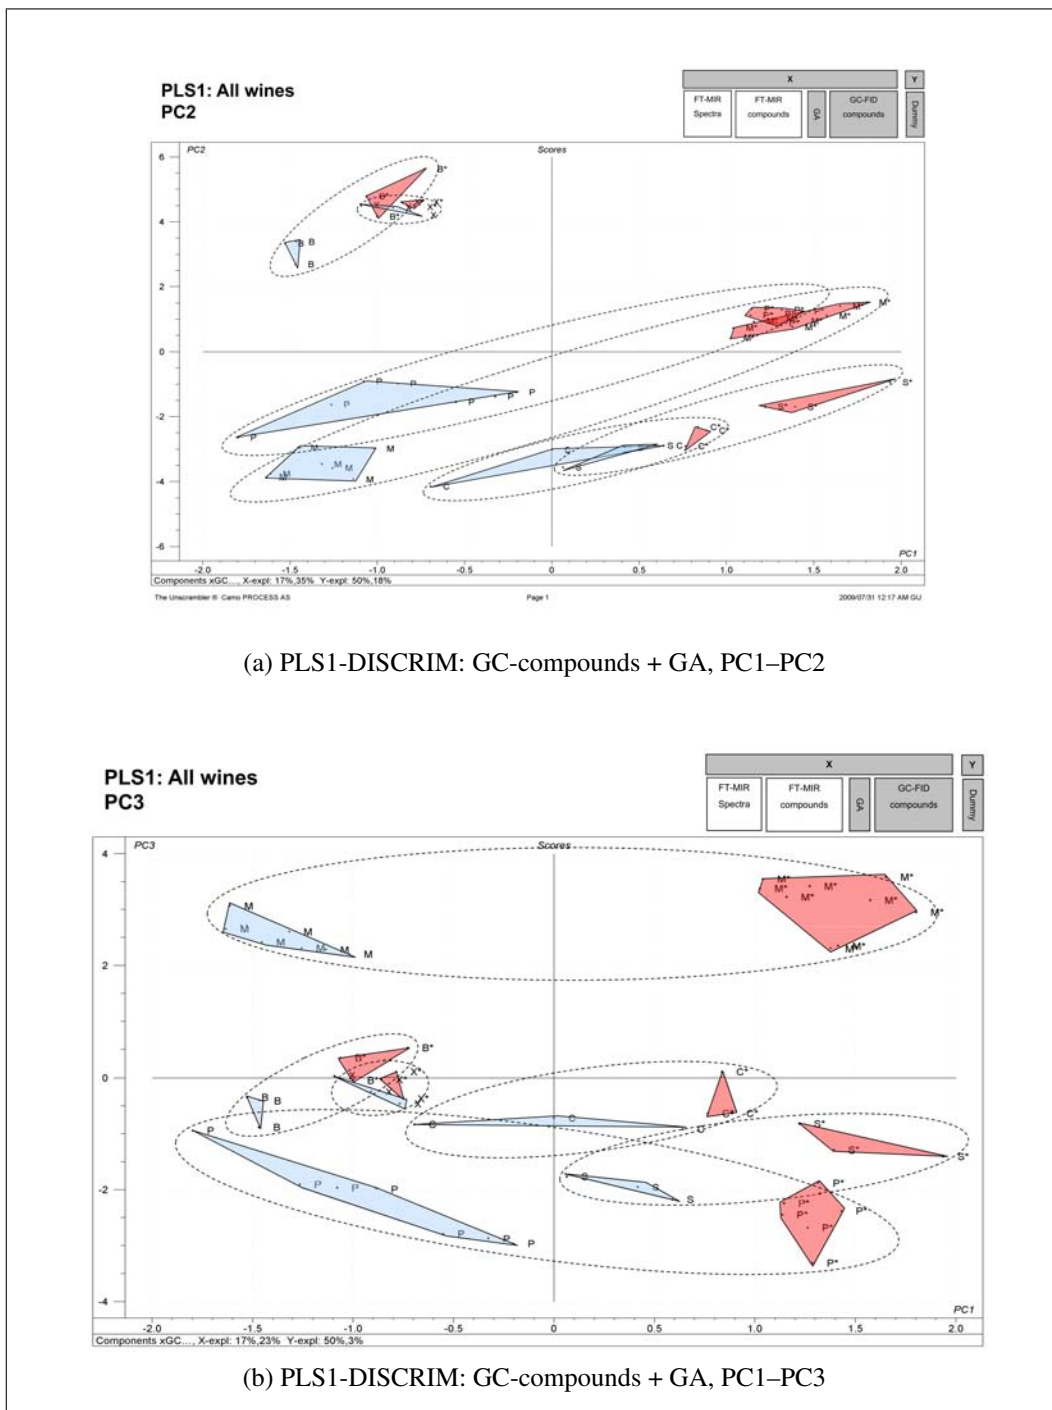 PLS1: All wines
PC2
X
Y
FT-MIR
Spectra
FT-MIR
compounds
GA
GC-FID
compounds
Dummy
PC2
Scores
6
4
2
0
-2
-4
-6
B*
B*
B*
X*
X*
X
X
X
B
B
B
P*
P*
P*
M*
M*
M*
M*
M*
M*
P
P
P
P
P
P
M
M
M
M
M
M
M
S*
S*
S*
C*
C*
C*
C
C
C
S
S
PC1
-2.0 -1.5 -1.0 -0.5 0 0.5 1.0 1.5 2.0
Components xGC..., X-expl: 17%,35% Y-expl: 50%,18%
The Unscrambler ® Camo PROCESS AS Page 1 2009/07/31 12:17 AM GU
(a) PLS1-DISCRIM: GC-compounds + GA, PC1–PC2
PLS1: All wines
PC3
X
Y
FT-MIR
Spectra
FT-MIR
compounds
GA
GC-FID
compounds
Dummy
PC3
Scores
4
2
0
-2
-4
M
M
M
M
M
M
M
M*
M*
M*
M*
M*
M*
M*
M*
M*
B*
B*
B*
X*
X*
X*
X
X
X
B
B
B
C*
C*
C*
C
C
C
S*
S*
S*
S
S
S
P
P
P
P
P
P
P
P*
P*
P*
P*
P*
P*
PC1
-2.0 -1.5 -1.0 -0.5 0 0.5 1.0 1.5 2.0
Components xGC..., X-expl: 17%,23% Y-expl: 50%,3%
(b) PLS1-DISCRIM: GC-compounds + GA, PC1–PC3